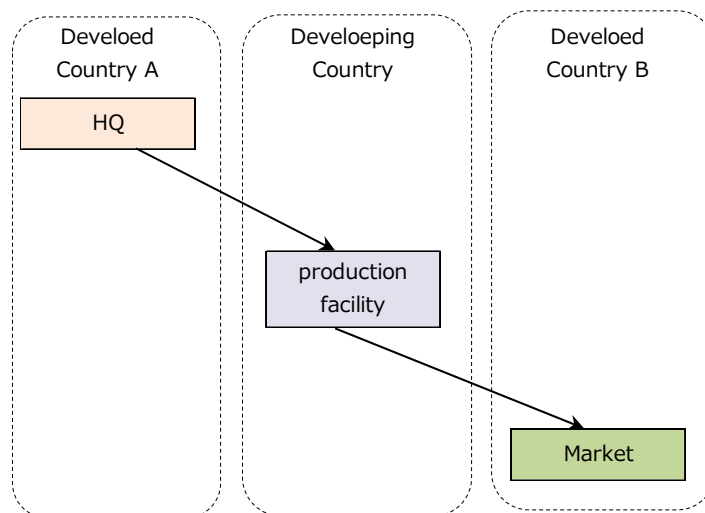 Develoed
Country A
Develoeping
Country
Develoed
Country B
HQ
production
facility
Market